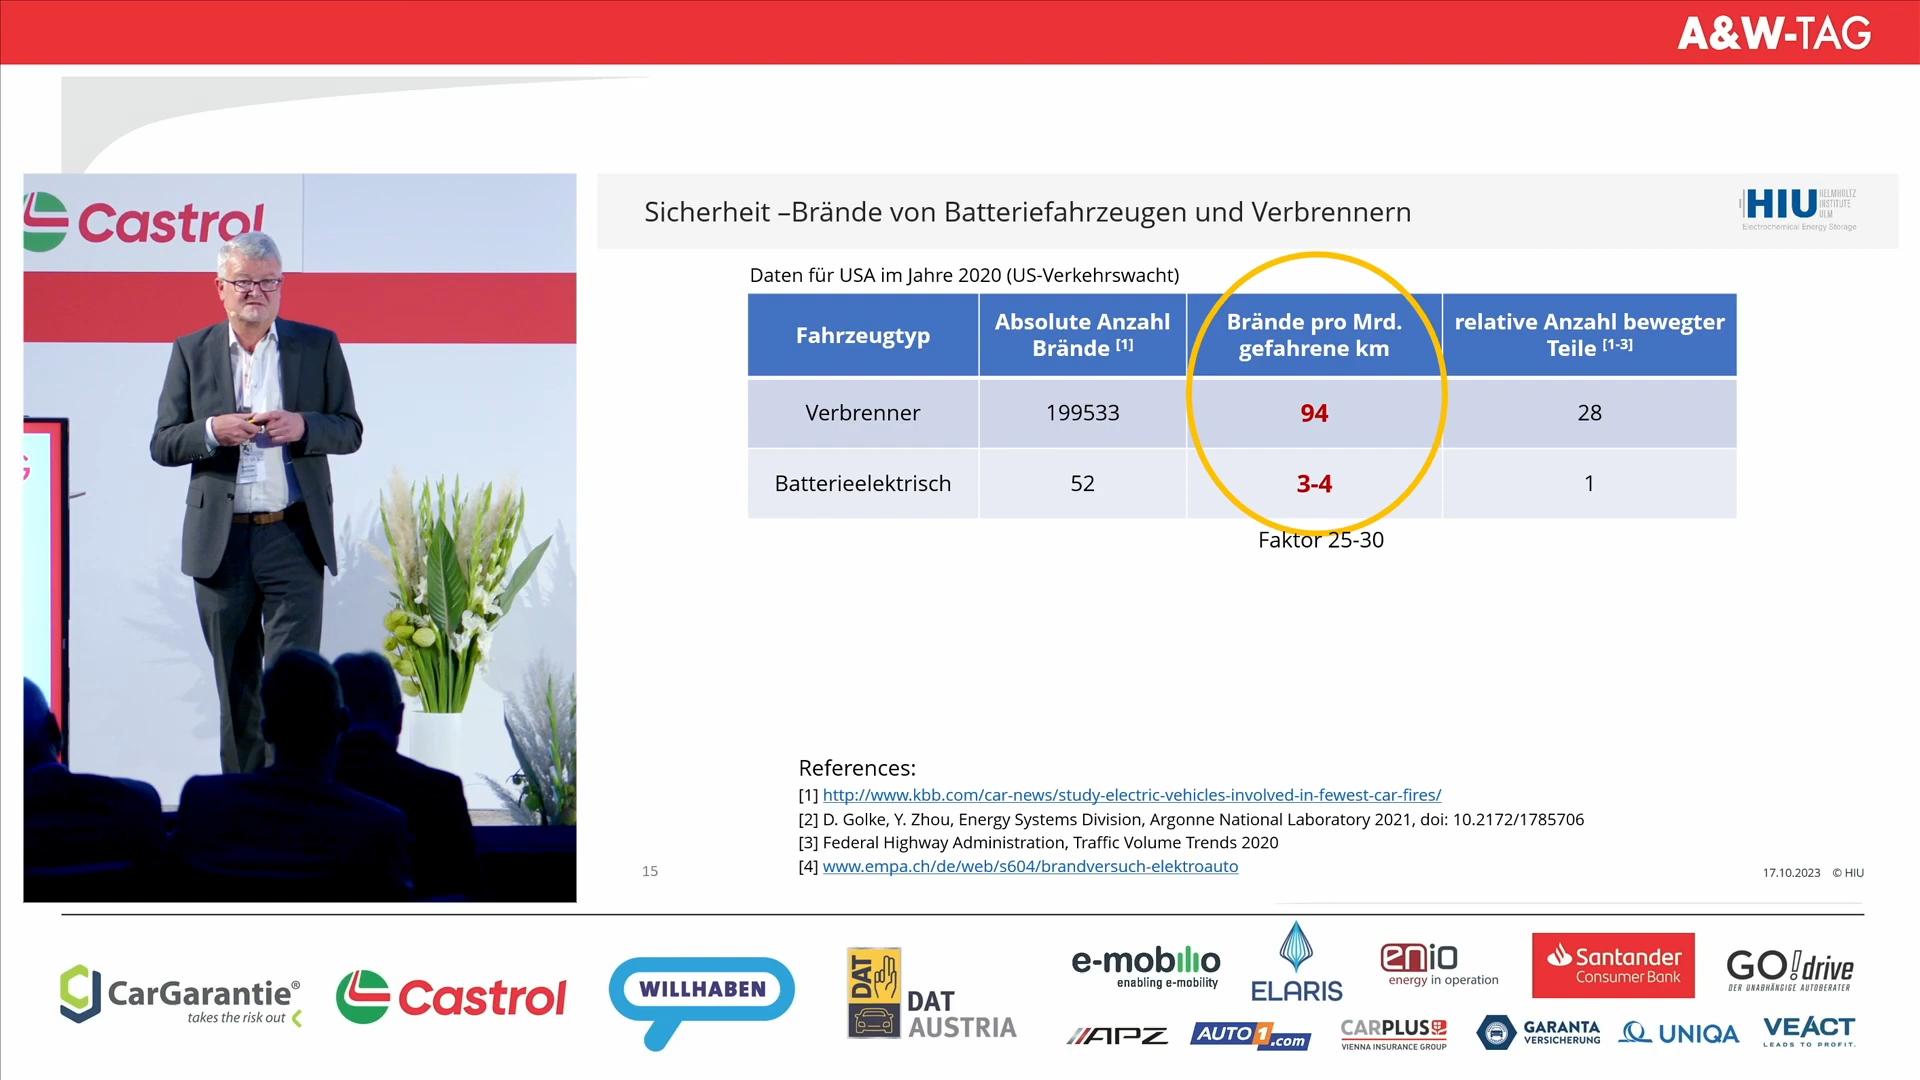 A&W-TAG
Castrol
Sicherheit –Brände von Batteriefahrzeugen und Verbrennern
HIU
HELMHOLTZ
INSTITUTE
ULM
Electrochemical Energy Storage
Daten für USA im Jahre 2020 (US-Verkehrswacht)
Fahrzeugtyp
Absolute Anzahl
Brände [1]
Brände pro Mrd.
gefahrene km
relative Anzahl bewegter
Teile [1-3]
Verbrenner
199533
94
28
Batterieelektrisch
52
3-4
1
Faktor 25-30
References:
[1] http://www.kbb.com/car-news/study-electric-vehicles-involved-in-fewest-car-fires/
[2] D. Golke, Y. Zhou, Energy Systems Division, Argonne National Laboratory 2021, doi: 10.2172/1785706
[3] Federal Highway Administration, Traffic Volume Trends 2020
[4] www.empa.ch/de/web/s604/brandversuch-elektroauto
15
17.10.2023 © HIU
CarGarantie®
takes the risk out
Castrol
WILLHABEN
DAT
DAT
AUSTRIA
e-mobilio
enabling e-mobility
ELARIS
enio
energy in operation
Santander
Consumer Bank
GO!drive
DER UNABHÄNGIGE AUTOBERATER
APZ
AUTO1.com
CARPLUS
VIENNA INSURANCE GROUP
GARANTA
VERSICHERUNG
UNIQA
VEACT
LEADS TO PROFIT.